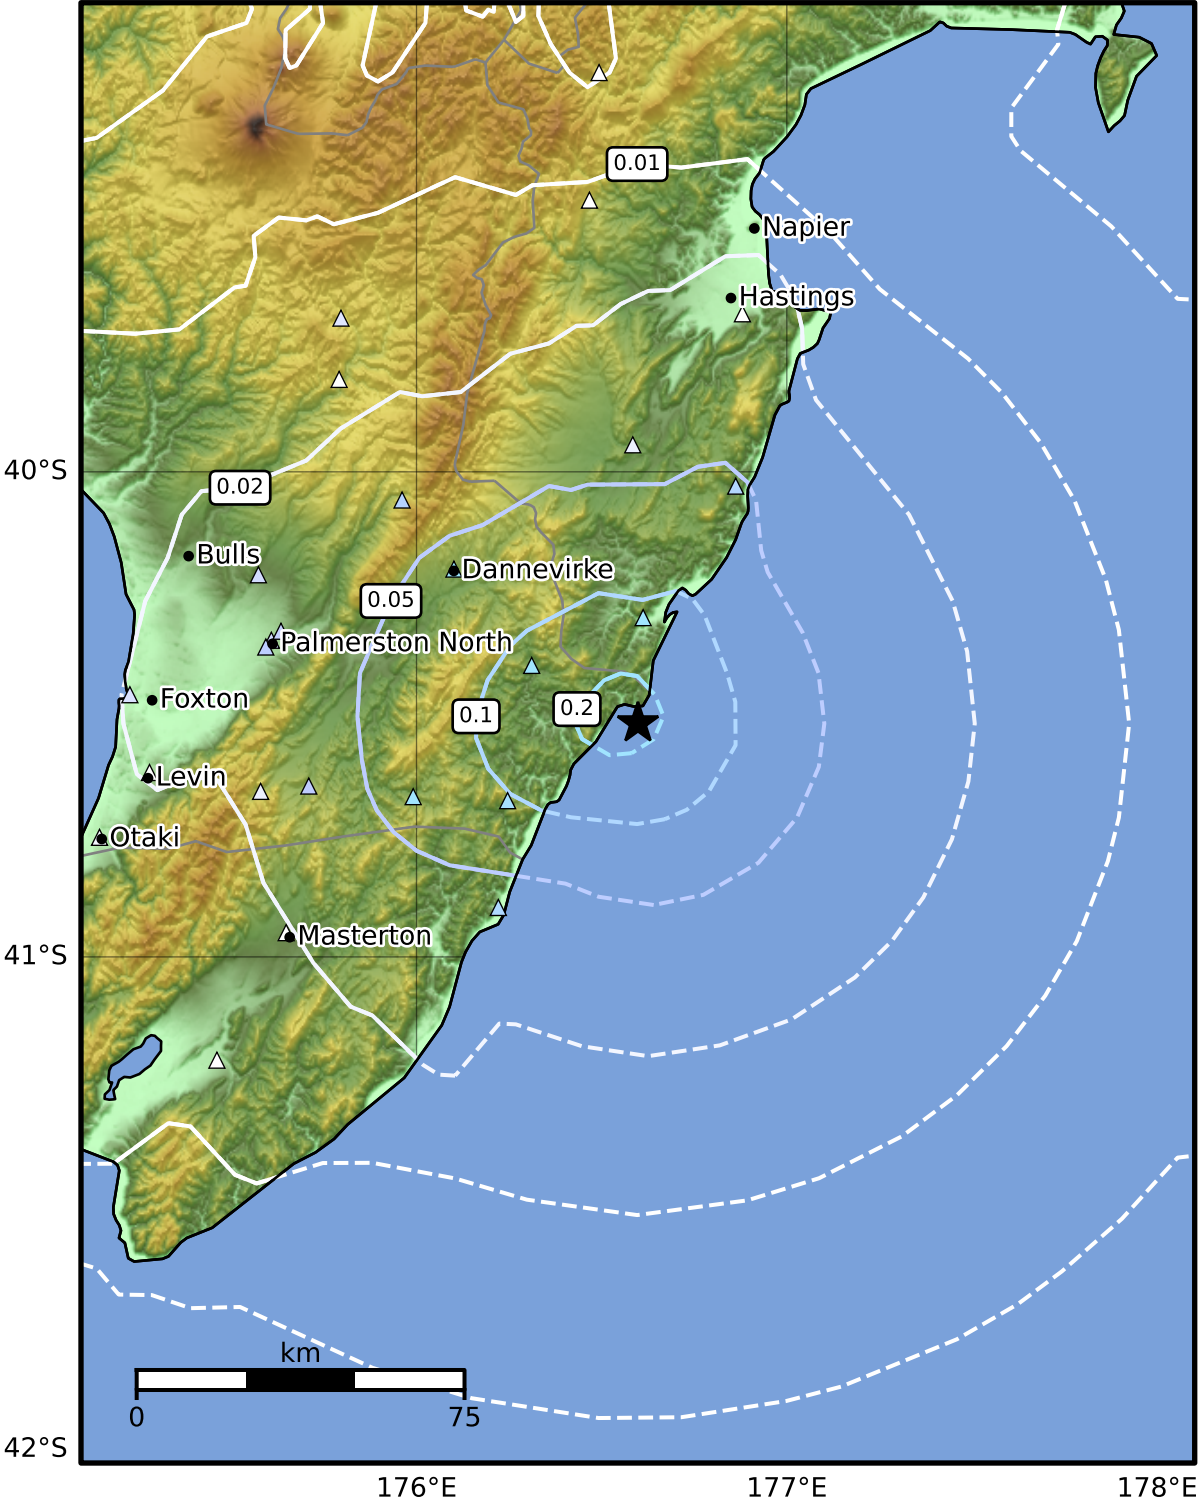 0.01
Napier
Hastings
40°S
0.02
Bulls
Dannevirke
0.05
Palmerston North
Foxton
0.2
0.1
Levin
Otaki
Masterton
41°S
km
0 75
42°S
176°E 177°E 178°E